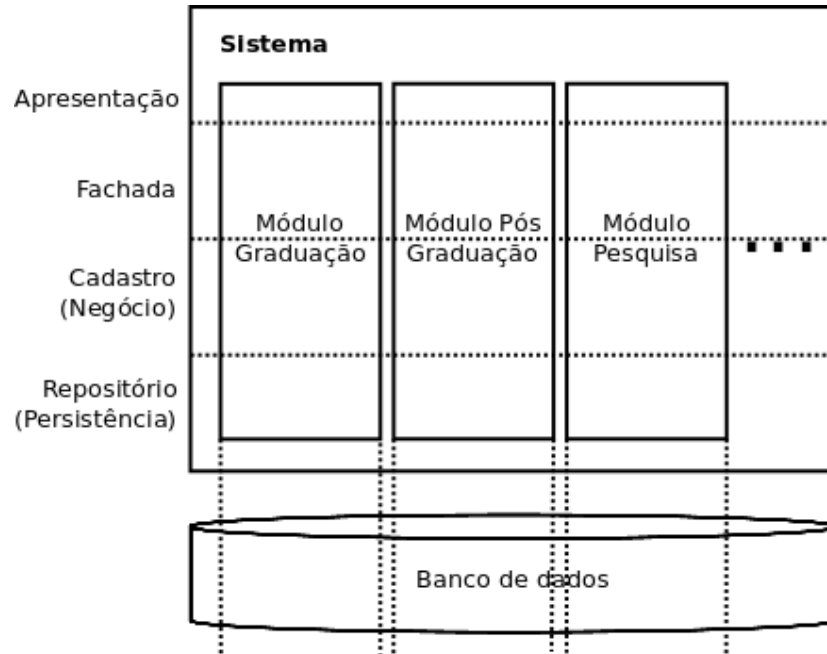 Sistema
Apresentação
Fachada
Módulo
Graduação
Módulo Pós
Graduação
Módulo
Pesquisa
...
Cadastro
(Negócio)
Repositório
(Persistência)
Banco de dados